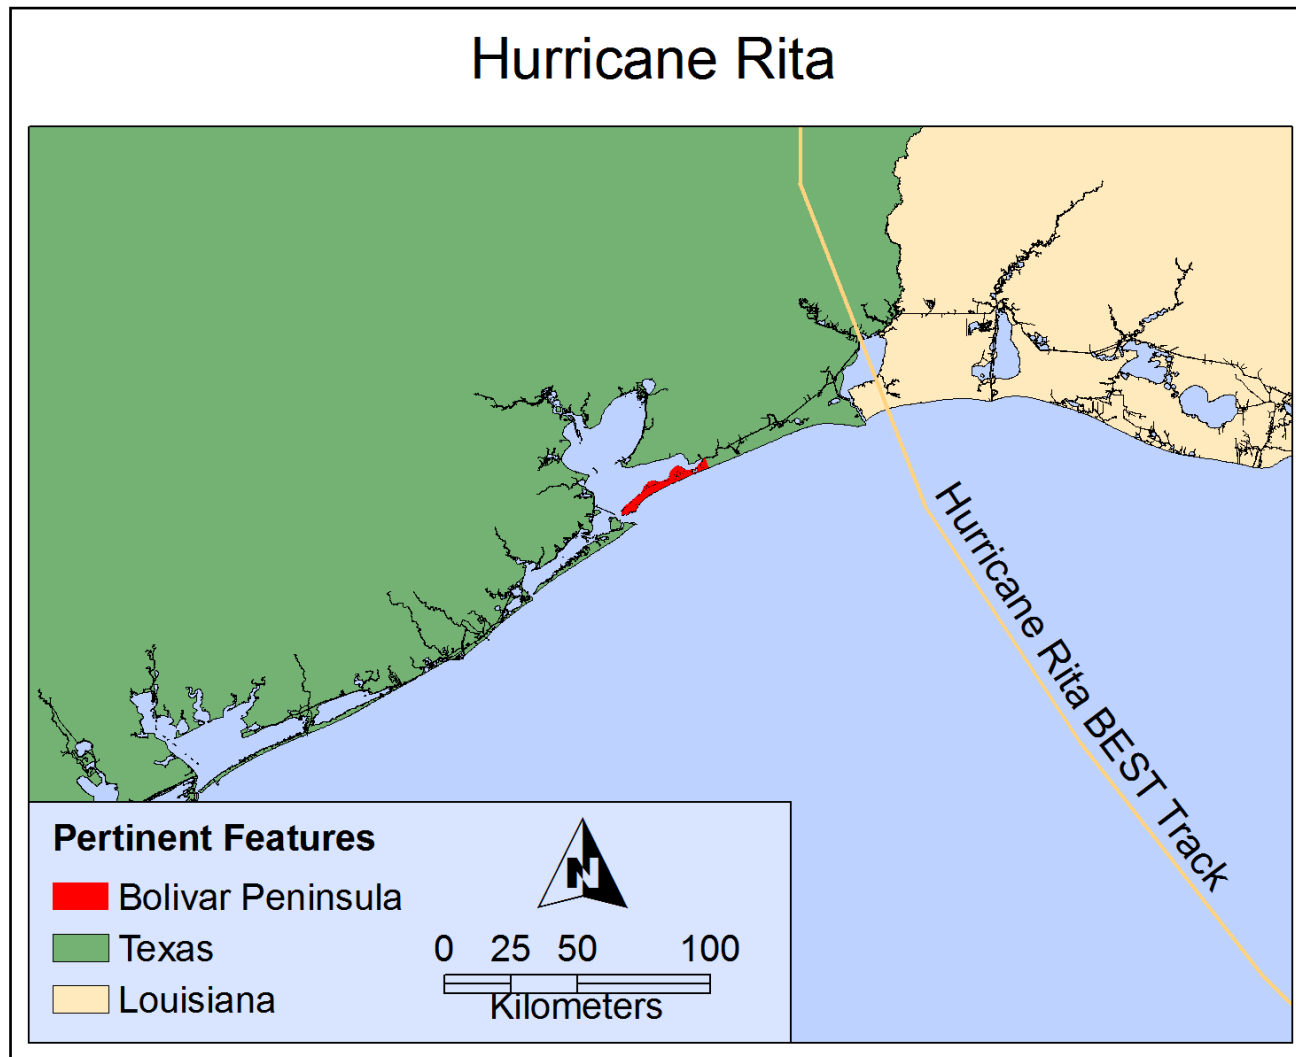 Hurricane Rita
Hurricane Rita BEST Track
Pertinent Features
Bolivar Peninsula
Texas
Louisiana
N
0 25 50 100
Kilometers